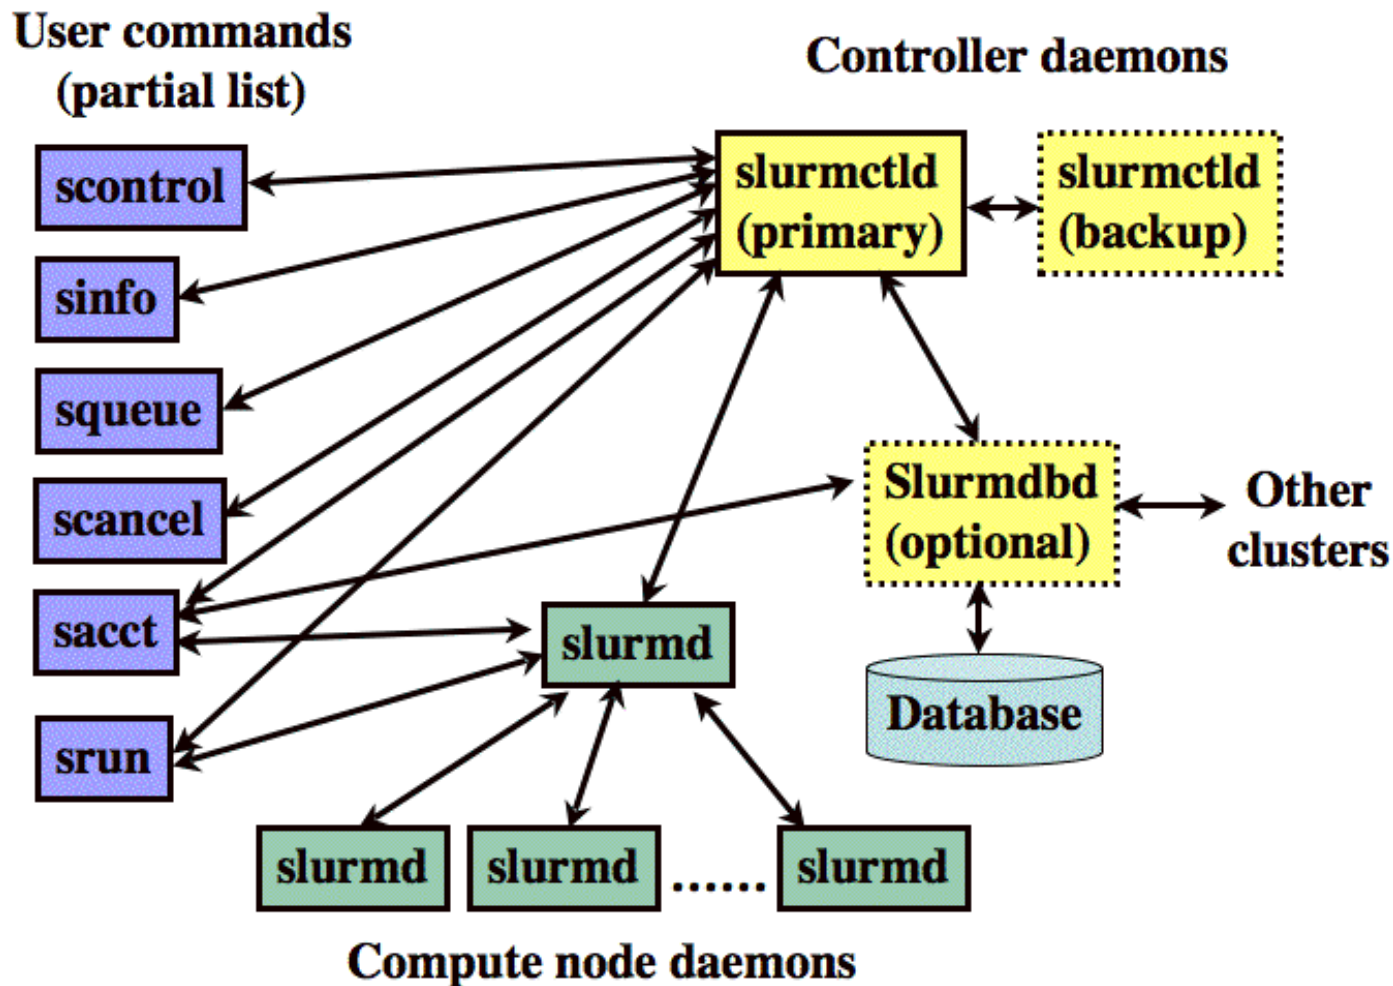 User commands
(partial list)
Controller daemons
scontrol
sinfo
squeue
scancel
sacct
srun
slurmctld
(primary)
slurmctld
(backup)
Slurmdbd
(optional)
Other
clusters
Database
slurmd
slurmd
slurmd
......
slurmd
Compute node daemons